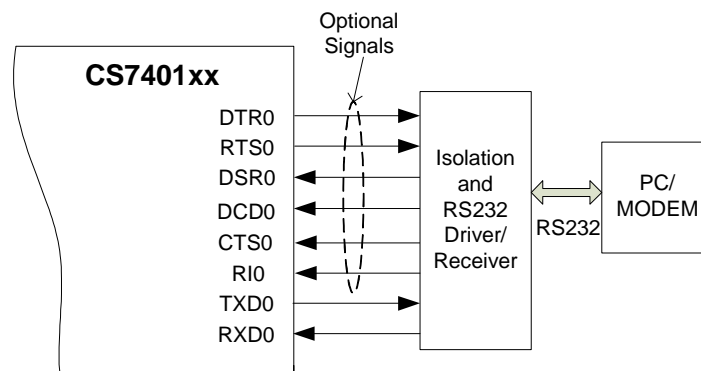 Optional
Signals
CS7401xx
DTR0
RTS0
DSR0
DCD0
CTS0
RI0
TXD0
RXD0
Isolation
and
RS232
Driver/
Receiver
RS232
PC/
MODEM